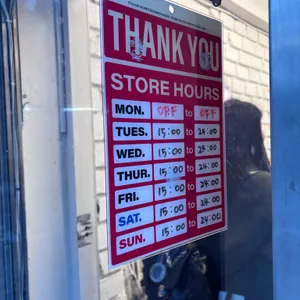 THANK YOU
STORE HOURS
MON. OFF to OFF
TUES. 15:00 to 24:00
WED. 15:00 to 24:00
THUR. 15:00 to 24:00
FRI. 15:00 to 24:00
SAT. 15:00 to 24:00
SUN. 15:00 to 24:00